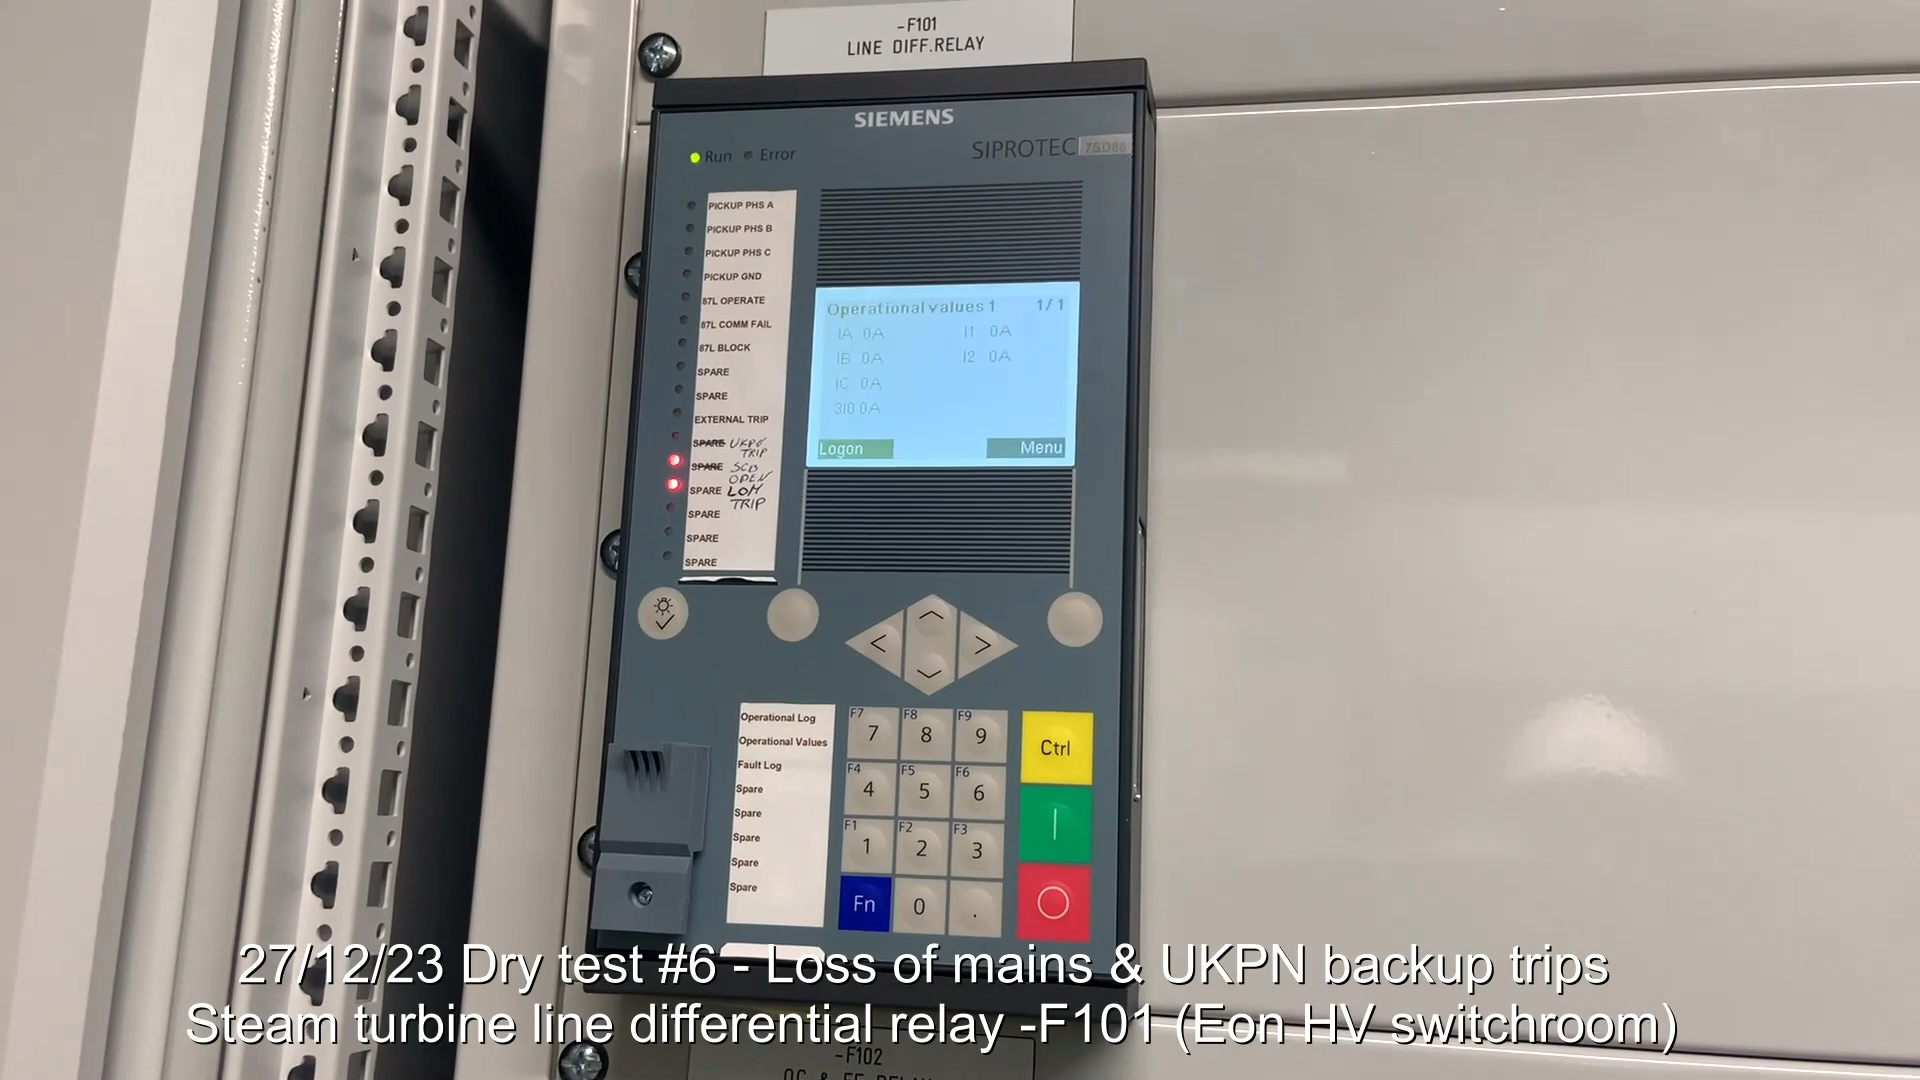 -F101
LINE DIFF.RELAY
SIEMENS
Run Error
SIPROTEC 7SD86
PICKUP PHS A
PICKUP PHS B
PICKUP PHS C
PICKUP GND
87L OPERATE
87L COMM FAIL
87L BLOCK
SPARE
SPARE
EXTERNAL TRIP
SPARE UKPN TRIP
SPARE SCB OPEN
SPARE LOM TRIP
SPARE
SPARE
SPARE
Operational values 1 1/1
IA 0A I1 0A
IB 0A I2 0A
IC 0A
3I0 0A
Logon Menu
Operational Log
Operational Values
Fault Log
Spare
Spare
Spare
Spare
Spare
F7 7 F8 8 F9 9 Ctrl
F4 4 F5 5 F6 6
F1 1 F2 2 F3 3
Fn 0 .
27/12/23 Dry test #6 - Loss of mains & UKPN backup trips
Steam turbine line differential relay -F101 (Eon HV switchroom)
-F102